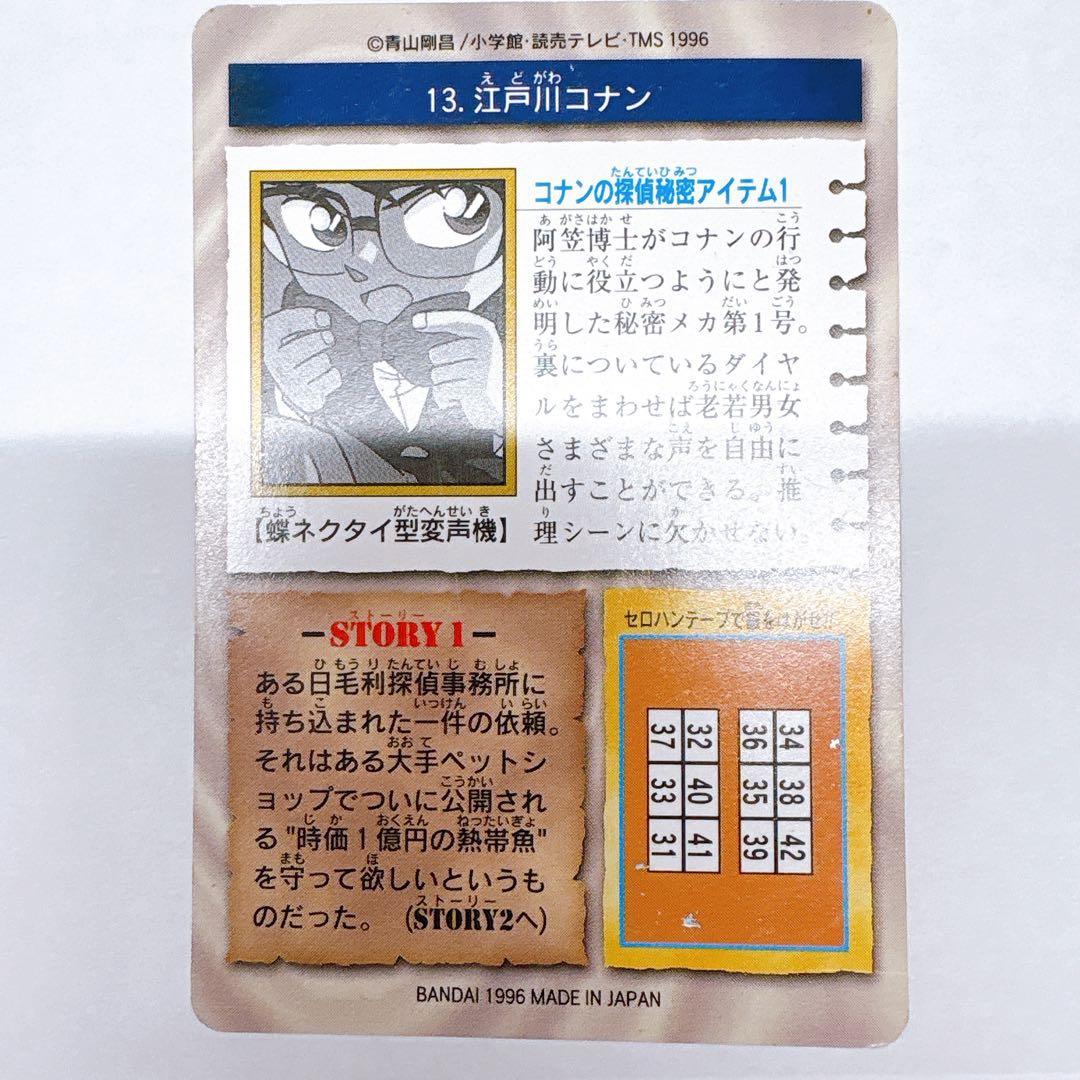 ©青山剛昌/小学館・読売テレビ・TMS 1996
えどがわ
13. 江戸川コナン
たんていひみつ
コナンの探偵秘密アイテム1
あがさはかせ こう
阿笠博士がコナンの行
どう やくだ はつ
動に役立つようにと発
めい ひみつ だい ごう
明した秘密メカ第1号。
うら
裏についているダイヤ
ろうにゃくなんにょ
ルをまわせば老若男女
こえ じゆう
さまざまな声を自由に
だ すい
出すことができる。推
り か
理シーンに欠かせない。
ちょう がたへんせいき
【蝶ネクタイ型変声機】
ストーリー
-STORY 1-
ひもうりたんていじむしょ
ある日毛利探偵事務所に
も こ いっけん いらい
持ち込まれた一件の依頼。
おおて
それはある大手ペットシ
こうかい
ョップでついに公開され
じか おくえん ねったいぎょ
る"時価1億円の熱帯魚"
まも ほ
を守って欲しいというも
ストーリー
のだった。 (STORY2へ)
セロハンテープで をはがせ!!
34 38 42
36 35 39
32 40 41
37 33 31
BANDAI 1996 MADE IN JAPAN